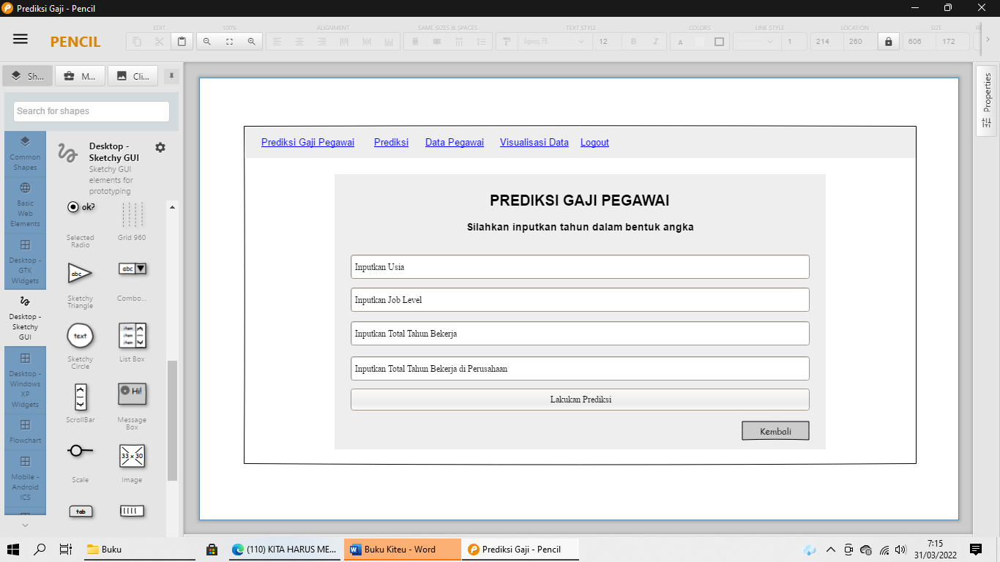 Prediksi Gaji - Pencil
PENCIL
EDIT
100%
ALIGNMENT
SAME SIZES & SPACES
TEXT STYLE
COLORS
LINE STYLE
LOCATION
SIZE
Agency FB
12
B
I
A
1
214
260
606
172
Sh...
M...
Cli...
Search for shapes
Common
Shapes
Basic
Web
Elements
Desktop -
GTK
Widgets
Desktop -
Sketchy
GUI
Desktop -
Windows
XP
Widgets
Flowchart
Mobile -
Android
ICS
Desktop -
Sketchy GUI
Sketchy GUI
elements for
prototyping
ok?
Selected
Radio
Grid 960
abc
abc
Sketchy
Triangle
Combo...
text
item
item
item
Sketchy
Circle
List Box
Hi!
ScrollBar
Message
Box
33 x 30
Scale
Image
tab
Properties
Prediksi Gaji Pegawai
Prediksi
Data Pegawai
Visualisasi Data
Logout
PREDIKSI GAJI PEGAWAI
Silahkan inputkan tahun dalam bentuk angka
Inputkan Usia
Inputkan Job Level
Inputkan Total Tahun Bekerja
Inputkan Total Tahun Bekerja di Perusahaan
Lakukan Prediksi
Kembali
Buku
(110) KITA HARUS ME...
Buku Kiteu - Word
Prediksi Gaji - Pencil
7:15
31/03/2022